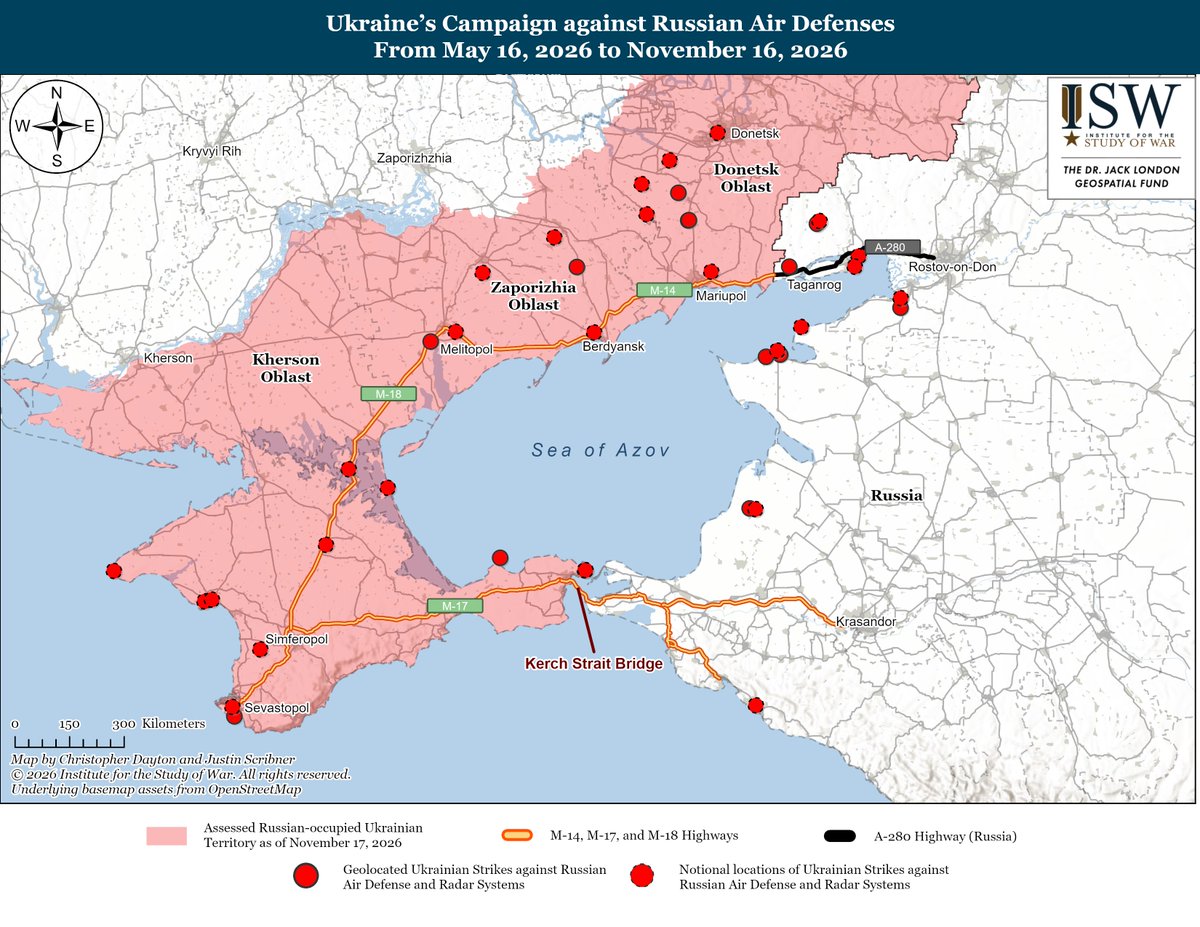 Ukraine's Campaign against Russian Air Defenses
From May 16, 2026 to November 16, 2026
N
W
E
S
ISW
INSTITUTE FOR THE
STUDY OF WAR
THE DR. JACK LONDON
GEOSPATIAL FUND
Kryvyi Rih
Zaporizhzhia
Donetsk
Donetsk
Oblast
A-280
Rostov-on-Don
Taganrog
M-14
Mariupol
Zaporizhia
Oblast
Melitopol
Berdyansk
Kherson
Kherson
Oblast
M-18
Sea of Azov
Russia
M-17
Krasandor
Simferopol
Kerch Strait Bridge
Sevastopol
0 150 300 Kilometers
Map by Christopher Dayton and Justin Scribner
© 2026 Institute for the Study of War. All rights reserved.
Underlying basemap assets from OpenStreetMap
Assessed Russian-occupied Ukrainian
Territory as of November 17, 2026
M-14, M-17, and M-18 Highways
A-280 Highway (Russia)
Geolocated Ukrainian Strikes against Russian
Air Defense and Radar Systems
Notional locations of Ukrainian Strikes against
Russian Air Defense and Radar Systems